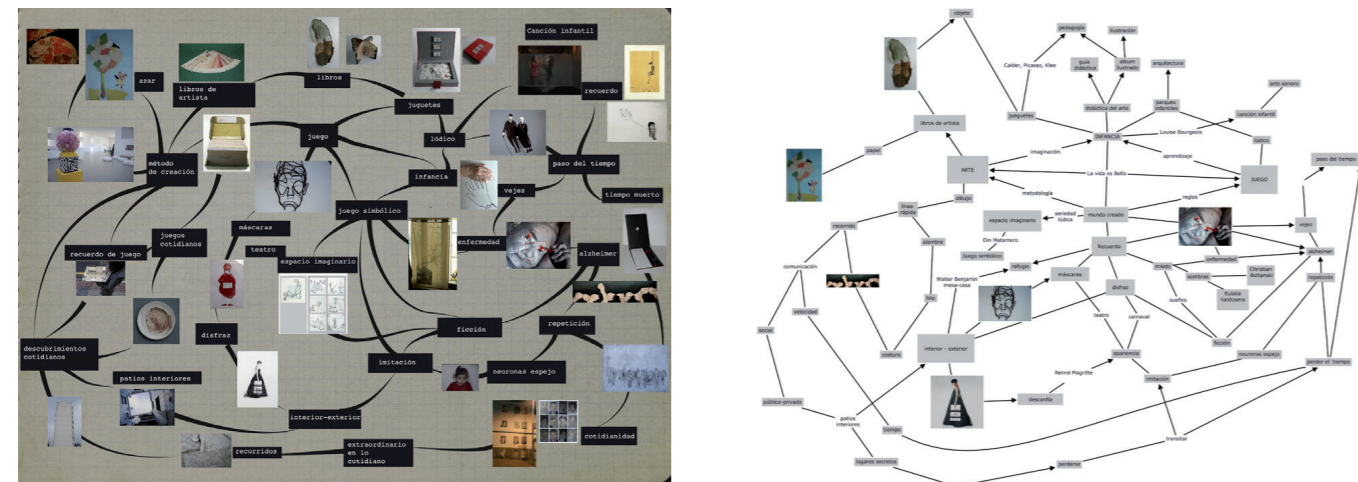 Canción infantil
azar
libros de
artista
libros
recuerdo
juguetes
juego
lúdico
método
de creación
infancia
paso del tiempo
vejez
tiempo muerto
juego simbólico
máscaras
juegos
cotidianos
enfermedad
alzheimer
teatro
recuerdo de juego
espacio imaginario
disfraz
ficción
repetición
descubrimientos
cotidianos
imitación
neuronas espejo
patios interiores
interior-exterior
cotidianidad
recorridos
extraordinario
en lo
cotidiano
objeto
pedagogía
ilustración
Calder, Picasso, Klee
guía
didáctica
album
ilustrado
arquitectura
arte sonoro
didáctica del arte
parques
infantiles
canción infantil
jueguetes
libros de artista
INFANCIA
Louise Bourgeois
lúdico
papel
imaginación
aprendizaje
paso del tiempo
ARTE
La vida es Bello
JUEGO
metodología
reglas
dibujo
línea
rápida
espacio imaginario
seriedad
lúdica
mundo creado
vejez
recorrido
Din Matamoro
alambre
Recuerdo
alzheimer
Juego simbólico
enfermedad
comunicación
refugio
miedo
Christian
Boltanski
Walter Benjamin
mesa-casa
máscaras
sombras
repetición
disfraz
Eulalia
Valldosera
hilo
sueños
velocidad
teatro
carnaval
social
ficción
interior - exterior
costura
apariencia
neuronas espejo
perder el tiempo
Renné Magritte
imitación
público-privado
desconfía
patios
interiores
tiempo
transitar
lugares secretos
perderse